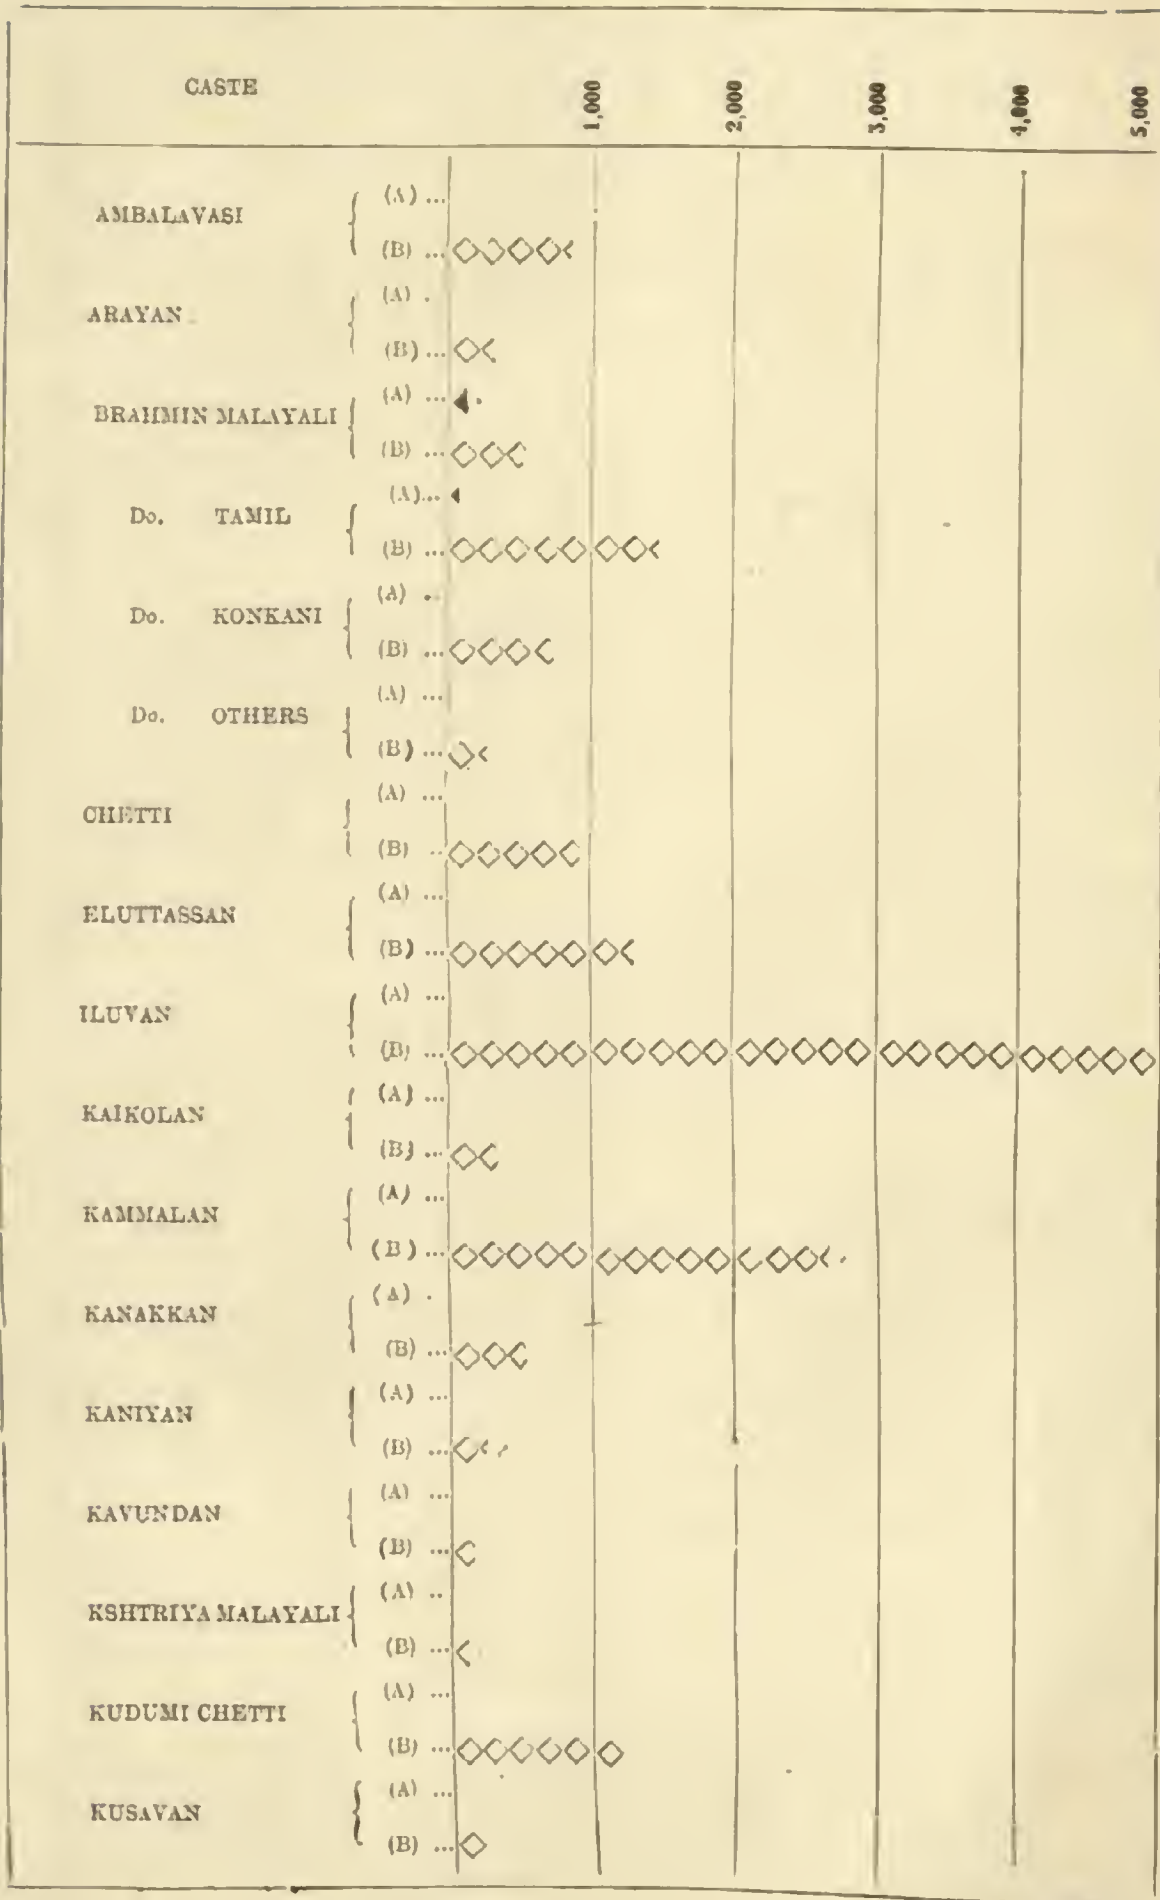 CASTE 1,000 2,000 3,000 4,000 5,000
AMBALAVASI (A) ...
(B) ...
ARAYAN (A) .
(B) ...
BRAHMIN MALAYALI (A) ...
(B) ...
Do. TAMIL (A)...
(B) ...
Do. KONKANI (A) ..
(B) ...
Do. OTHERS (A) ...
(B) ...
CHETTI (A) ...
(B) ..
ELUTTASSAN (A) ...
(B) ...
ILUVAN (A) ...
(B) ...
KAIKOLAN (A) ...
(B) ...
KAMMALAN (A) ...
(B) ...
KANAKKAN (A) .
(B) ...
KANIYAN (A) ...
(B) ...
KAVUNDAN (A) ...
(B) ...
KSHTRIYA MALAYALI (A) ..
(B) ...
KUDUMI CHETTI (A) ...
(B) ...
KUSAVAN (A) ...
(B) ...